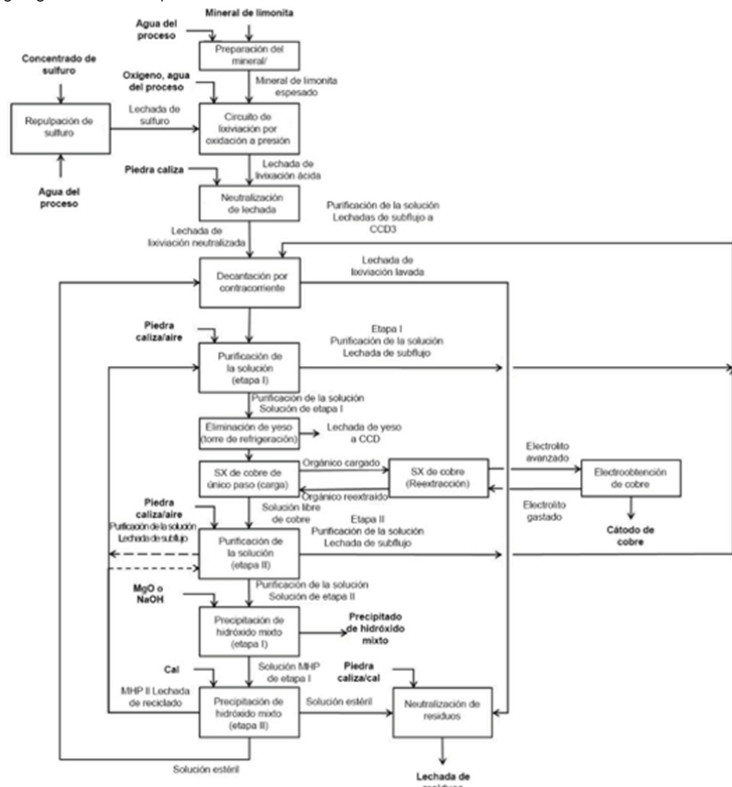 Mineral de limonita
Agua del
proceso
Preparación del
mineral/
Concentrado de
sulfuro
Oxígeno, agua
del proceso
Mineral de limonita
espesado
Repulpación de
sulfuro
Lechada de
sulfuro
Circuito de
lixiviación por
oxidación a presión
Agua del
proceso
Piedra caliza
Lechada de
livixación ácida
Neutralización
de lechada
Purificación de la solución
Lechadas de subflujo a
CCD3
Lechada de
lixiviación neutralizada
Lechada de
lixiviación lavada
Decantación por
contracorriente
Piedra
caliza/aire
Etapa I
Purificación de la solución
Lechada de subflujo
Purificación de
la solución
(etapa I)
Purificación de la solución
Solución de etapa I
Eliminación de yeso
(torre de refrigeración)
Lechada de yeso
a CCD
SX de cobre de
único paso (carga)
Orgánico cargado
Orgánico reextraído
SX de cobre
(Reextracción)
Electrolito
avanzado
Electroobtención
de cobre
Electrolito
gastado
Cátodo de
cobre
Piedra
caliza/aire
Solución libre
de cobre
Etapa II
Purificación de la solución
Lechada de subflujo
Purificación de la solución
Lechada de subflujo
Purificación de
la solución
(etapa II)
MgO o
NaOH
Purificación de la solución
Solución de etapa II
Precipitación de
hidróxido mixto
(etapa I)
Precipitado
de hidróxido
mixto
Cal
Solución MHP
de etapa I
Piedra
caliza/cal
MHP II Lechada
de reciclado
Precipitación de
hidróxido mixto
(etapa II)
Solución estéril
Neutralización de
residuos
Solución estéril
Lechada de